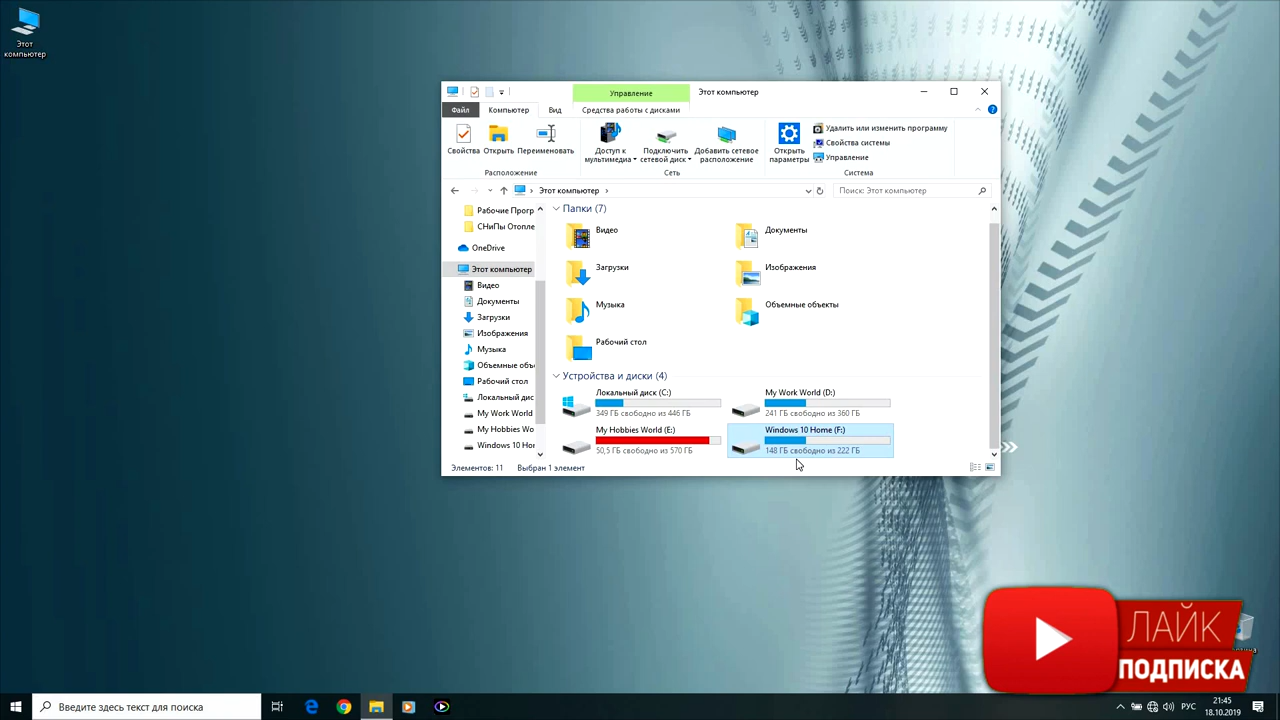 Этот
компьютер
Управление
Этот компьютер
Файл
Компьютер
Вид
Средства работы с дисками
Свойства
Открыть
Переименовать
Доступ к
мультимедиа
Подключить
сетевой диск
Добавить сетевое
расположение
Открыть
параметры
Удалить или изменить программу
Свойства системы
Управление
Расположение
Сеть
Система
Этот компьютер
Поиск: Этот компьютер
Рабочие Прогр
СНиПы Отопле
OneDrive
Этот компьютер
Видео
Документы
Загрузки
Изображения
Музыка
Объемные объ
Рабочий стол
Локальный дис
My Work World
My Hobbies Wo
Windows 10 Hor
Папки (7)
Видео
Документы
Загрузки
Изображения
Музыка
Объемные объекты
Рабочий стол
Устройства и диски (4)
Локальный диск (C:)
349 ГБ свободно из 446 ГБ
My Work World (D:)
241 ГБ свободно из 360 ГБ
My Hobbies World (E:)
50,5 ГБ свободно из 570 ГБ
Windows 10 Home (F:)
148 ГБ свободно из 222 ГБ
Элементов: 11
Выбран 1 элемент
ЛАЙК
ПОДПИСКА
Введите здесь текст для поиска
РУС
21:45
18.10.2019